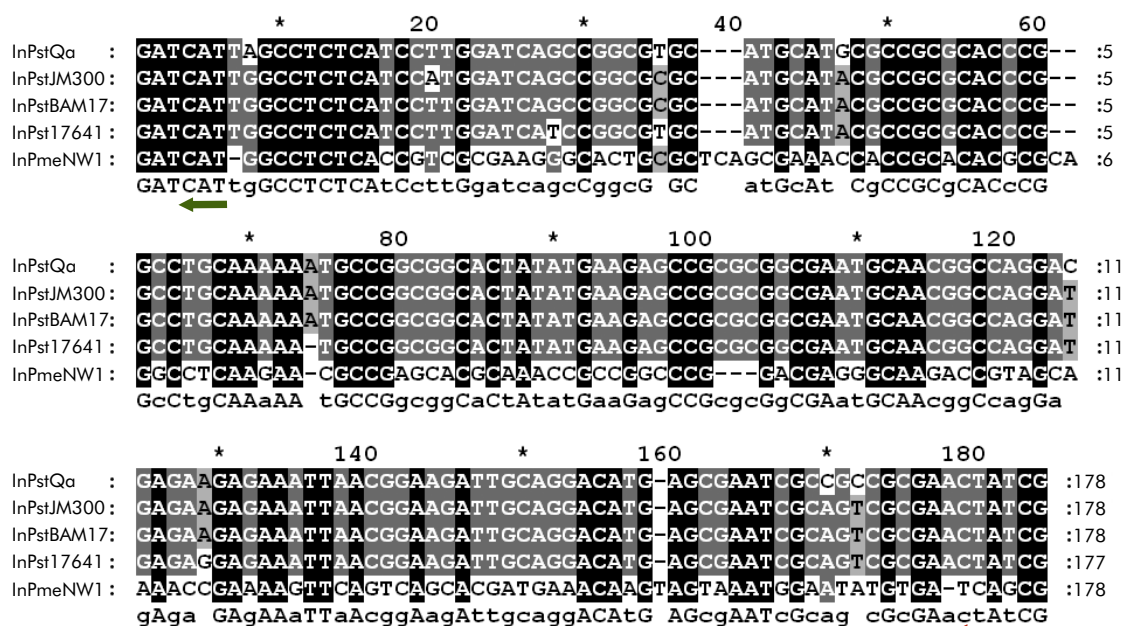 * 20 * 40 * 60
InPstQa : GATCATTAGCCTCTCATCCTTGGATCAGCCGGCGTGC---ATGCATGCGCCGCGCACCCG-- :5
InPstJM300 : GATCATTGGCCTCTCATCCATGGATCAGCCGGCGCGC---ATGCATACGCCGCGCACCCG-- :5
InPstBAM17 : GATCATTGGCCTCTCATCCTTGGATCAGCCGGCGCGC---ATGCATACGCCGCGCACCCG-- :5
InPst17641 : GATCATTGGCCTCTCATCCTTGGATCATCCGGCGTGC---ATGCATACGCCGCGCACCCG-- :5
InPmeNW1 : GATCAT-GGCCTCTCACCGTCGCGAAGGGCACTGCGCTCAGCGAAACCACCGCACACGCGCA :6
GATCATtgGCCTCTCAtCcttGgatcagcCggcG GC   atGcAt CgCCGCgCACcCG
* 80 * 100 * 120
InPstQa : GCCTGCAAAAAATGCCGGCGGCACTATATGAAGAGCCGCGCGGCGAATGCAACGGCCAGGAC :11
InPstJM300 : GCCTGCAAAAAATGCCGGCGGCACTATATGAAGAGCCGCGCGGCGAATGCAACGGCCAGGAT :11
InPstBAM17 : GCCTGCAAAAAATGCCGGCGGCACTATATGAAGAGCCGCGCGGCGAATGCAACGGCCAGGAT :11
InPst17641 : GCCTGCAAAAA-TGCCGGCGGCACTATATGAAGAGCCGCGCGGCGAATGCAACGGCCAGGAT :11
InPmeNW1 : GGCCTCAAGAA-CGCCGAGCACGCAAACCGCCGGCCCG---GACGAGGGCAAGACCGTAGCA :11
GcCtgCAAaAA tGCCGgcggCaCtAtatGaaGagCCGcgcGgCGAatGCAAcggCcagGa
* 140 * 160 * 180
InPstQa : GAGAAGAGAAATTAACGGAAGATTGCAGGACATG-AGCGAATCGCCGCCGCGAACTATCG :178
InPstJM300 : GAGAAGAGAAATTAACGGAAGATTGCAGGACATG-AGCGAATCGCAGTCGCGAACTATCG :178
InPstBAM17 : GAGAAGAGAAATTAACGGAAGATTGCAGGACATG-AGCGAATCGCAGTCGCGAACTATCG :178
InPst17641 : GAGAGGAGAAATTAACGGAAGATTGCAGGACATG-AGCGAATCGCAGTCGCGAACTATCG :177
InPmeNW1 : AAACCGAAAAGTTCAGTCAGCACGATGAAACAAGTAGTAAATGGAATATGTGA-TCAGCG :178
gAga GAgAAaTTaAcggAagAttgcaggACAtG AGcgAATcGcag cGcGAactAtCG